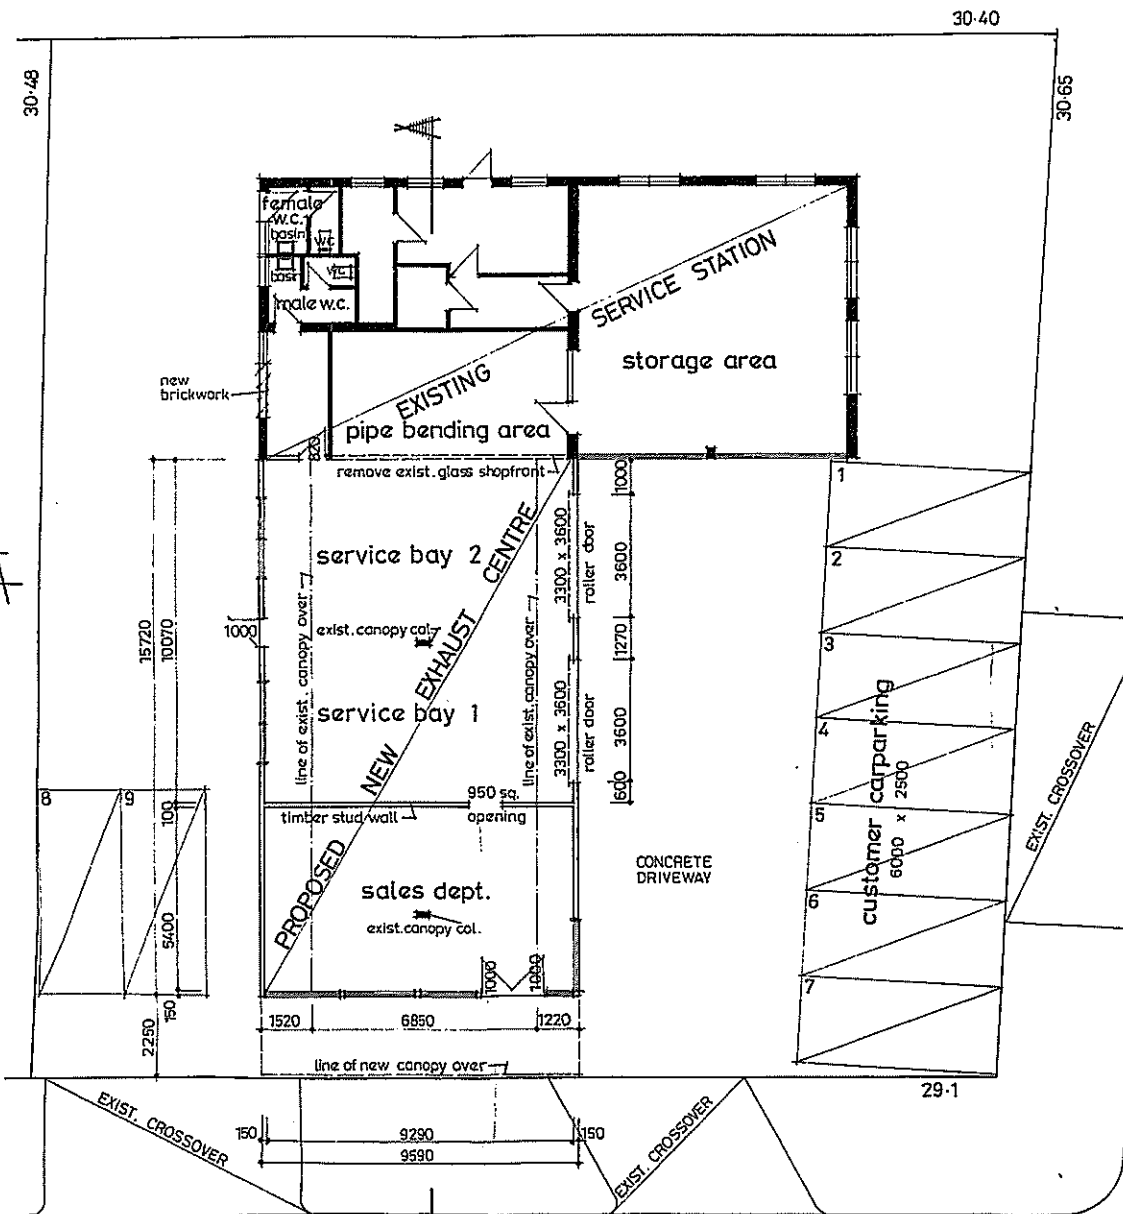 30·40
30·48
30·65
female
w.c.
basin
wc
basin
wc
male w.c.
SERVICE STATION
storage area
new
brickwork
EXISTING
pipe bending area
820
remove exist. glass shopfront
1000
1
service bay 2
CENTRE
3300 x 3600
roller door
3600
2
line of exist. canopy over
exist. canopy col.
line of exist. canopy over
15720
10070
1000
EXHAUST
1270
3
service bay 1
NEW
3300 x 3600
roller door
3600
4
customer carparking
6000 x 2500
EXIST. CROSSOVER
600
8
9
100
timber stud wall
950 sq.
opening
5
PROPOSED
sales dept.
exist. canopy col.
CONCRETE
DRIVEWAY
6
5400
1000
1000
7
150
2250
1520
6850
1220
line of new canopy over
29·1
EXIST. CROSSOVER
EXIST. CROSSOVER
150
9290
150
9590